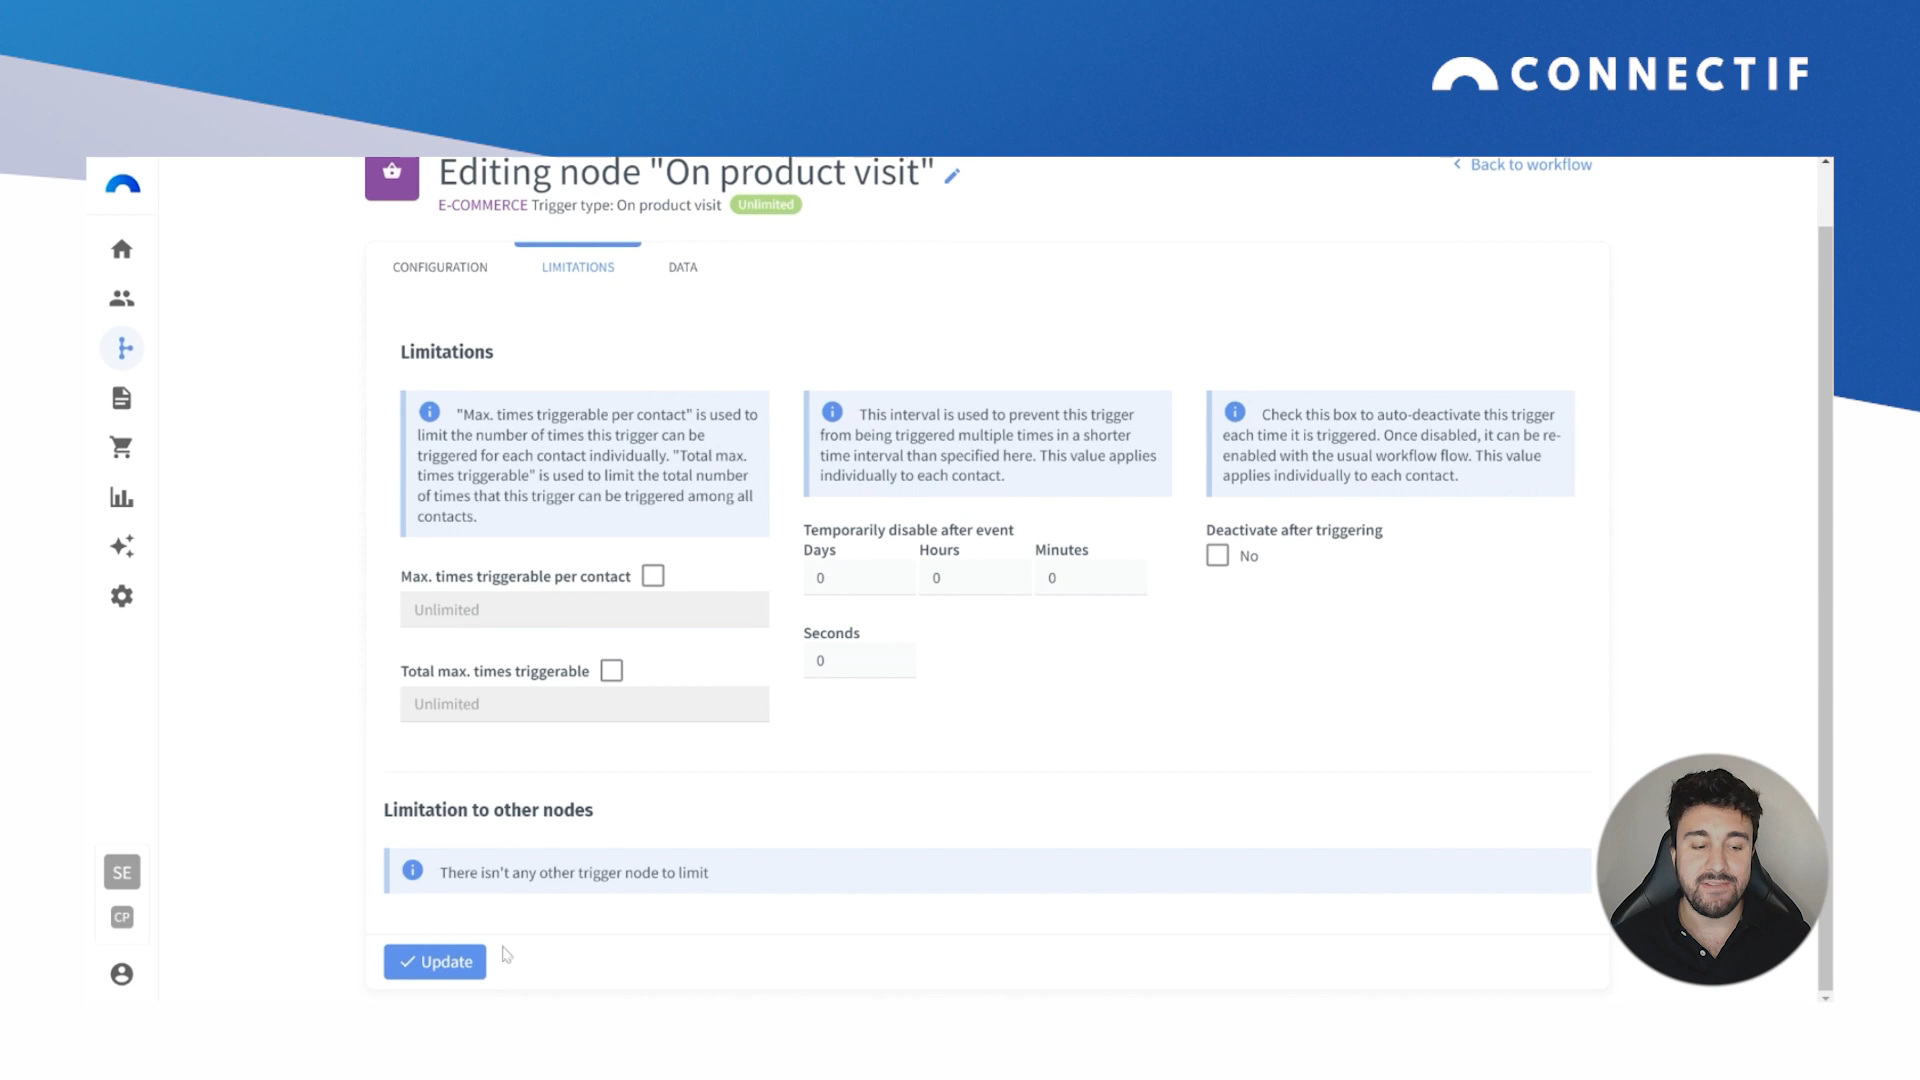 CONNECTIF
Editing node "On product visit"
Back to workflow
E-COMMERCE Trigger type: On product visit Unlimited
CONFIGURATION LIMITATIONS DATA
Limitations
"Max. times triggerable per contact" is used to
limit the number of times this trigger can be
triggered for each contact individually. "Total max.
times triggerable" is used to limit the total number
of times that this trigger can be triggered among all
contacts.
Max. times triggerable per contact
Unlimited
Total max. times triggerable
Unlimited
This interval is used to prevent this trigger
from being triggered multiple times in a shorter
time interval than specified here. This value applies
individually to each contact.
Temporarily disable after event
Days Hours Minutes
0 0 0
Seconds
0
Check this box to auto-deactivate this trigger
each time it is triggered. Once disabled, it can be re-
enabled with the usual workflow flow. This value
applies individually to each contact.
Deactivate after triggering
No
Limitation to other nodes
There isn't any other trigger node to limit
Update
SE
CP